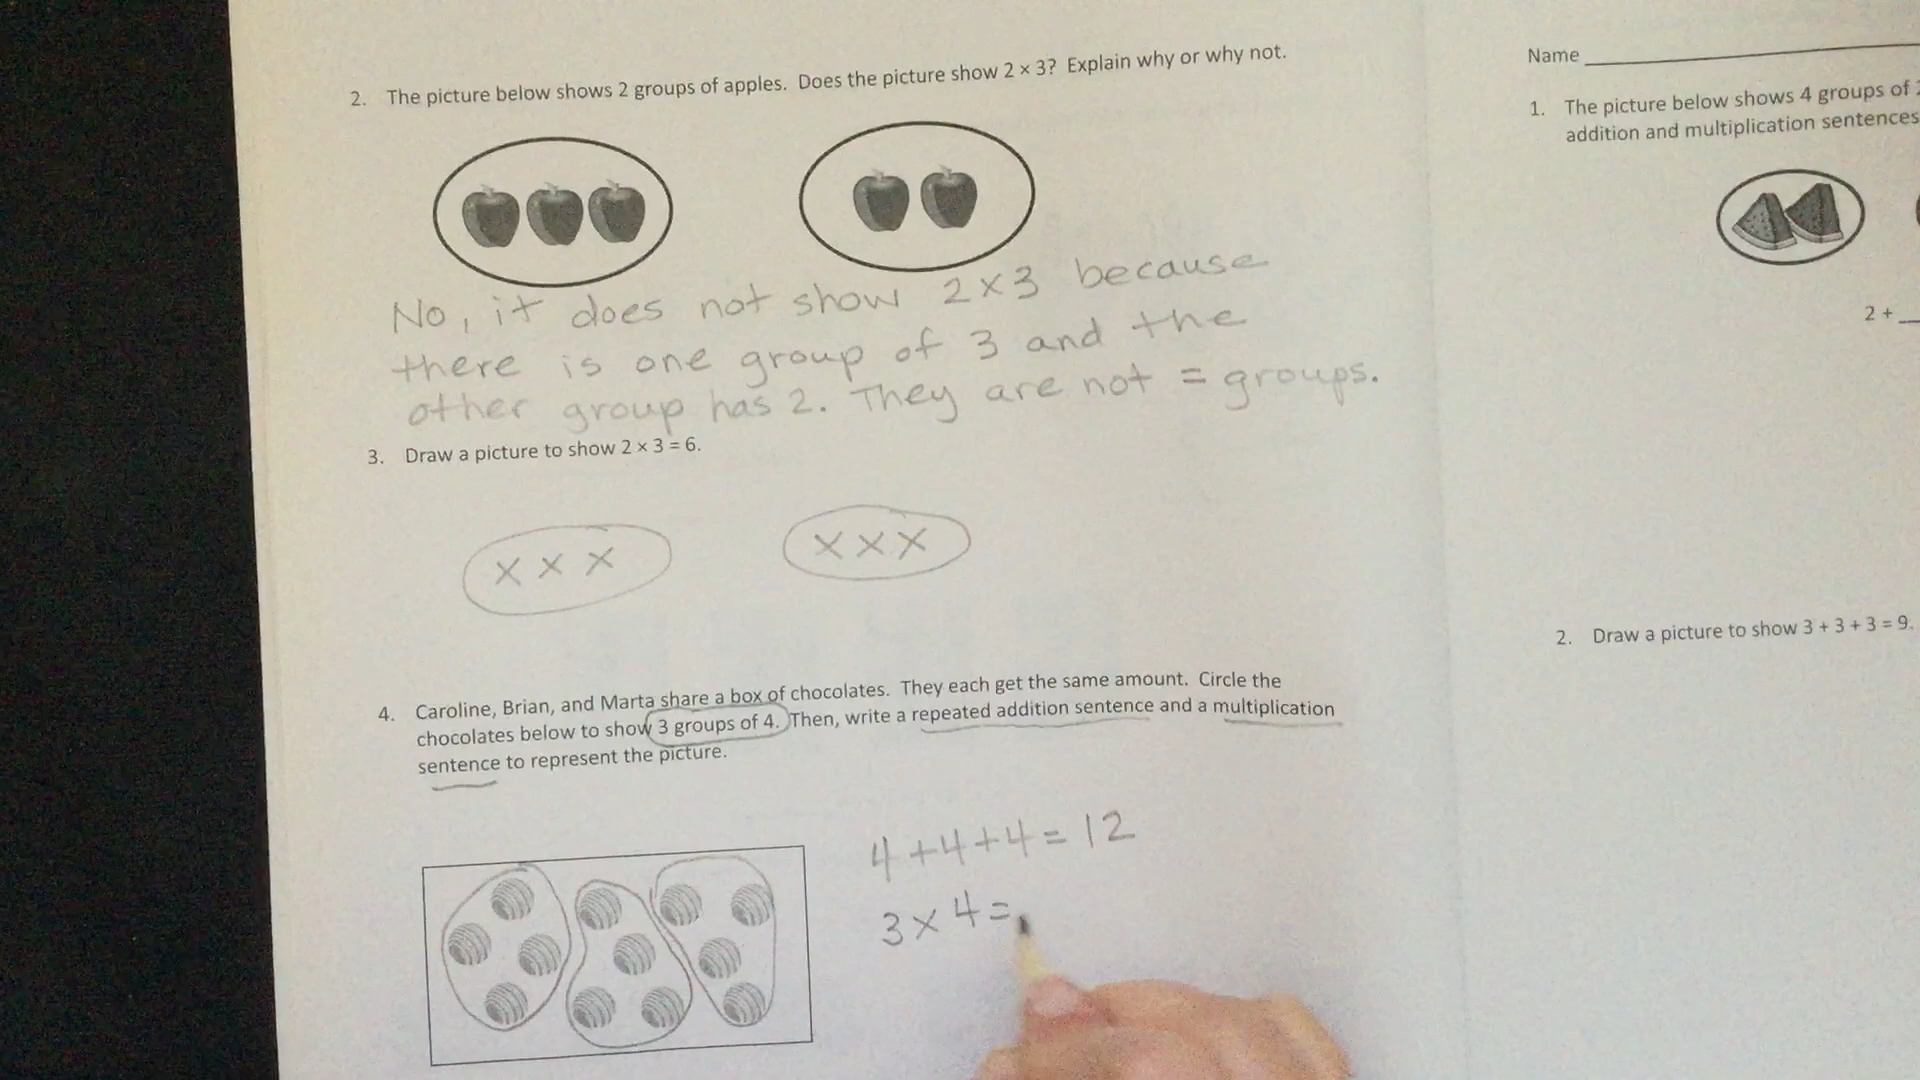 2. The picture below shows 2 groups of apples. Does the picture show 2 × 3? Explain why or why not.
No, it does not show 2×3 because
there is one group of 3 and the
other group has 2. They are not = groups.
3. Draw a picture to show 2 × 3 = 6.
X X X
X X X
4. Caroline, Brian, and Marta share a box of chocolates. They each get the same amount. Circle the
chocolates below to show 3 groups of 4. Then, write a repeated addition sentence and a multiplication
sentence to represent the picture.
4+4+4=12
3×4=
Name
1. The picture below shows 4 groups of
addition and multiplication sentences
2 +
2. Draw a picture to show 3 + 3 + 3 = 9.